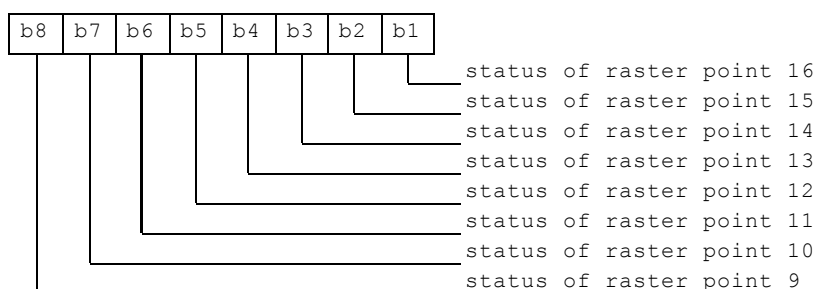 b8 b7 b6 b5 b4 b3 b2 b1
status of raster point 16
status of raster point 15
status of raster point 14
status of raster point 13
status of raster point 12
status of raster point 11
status of raster point 10
status of raster point 9